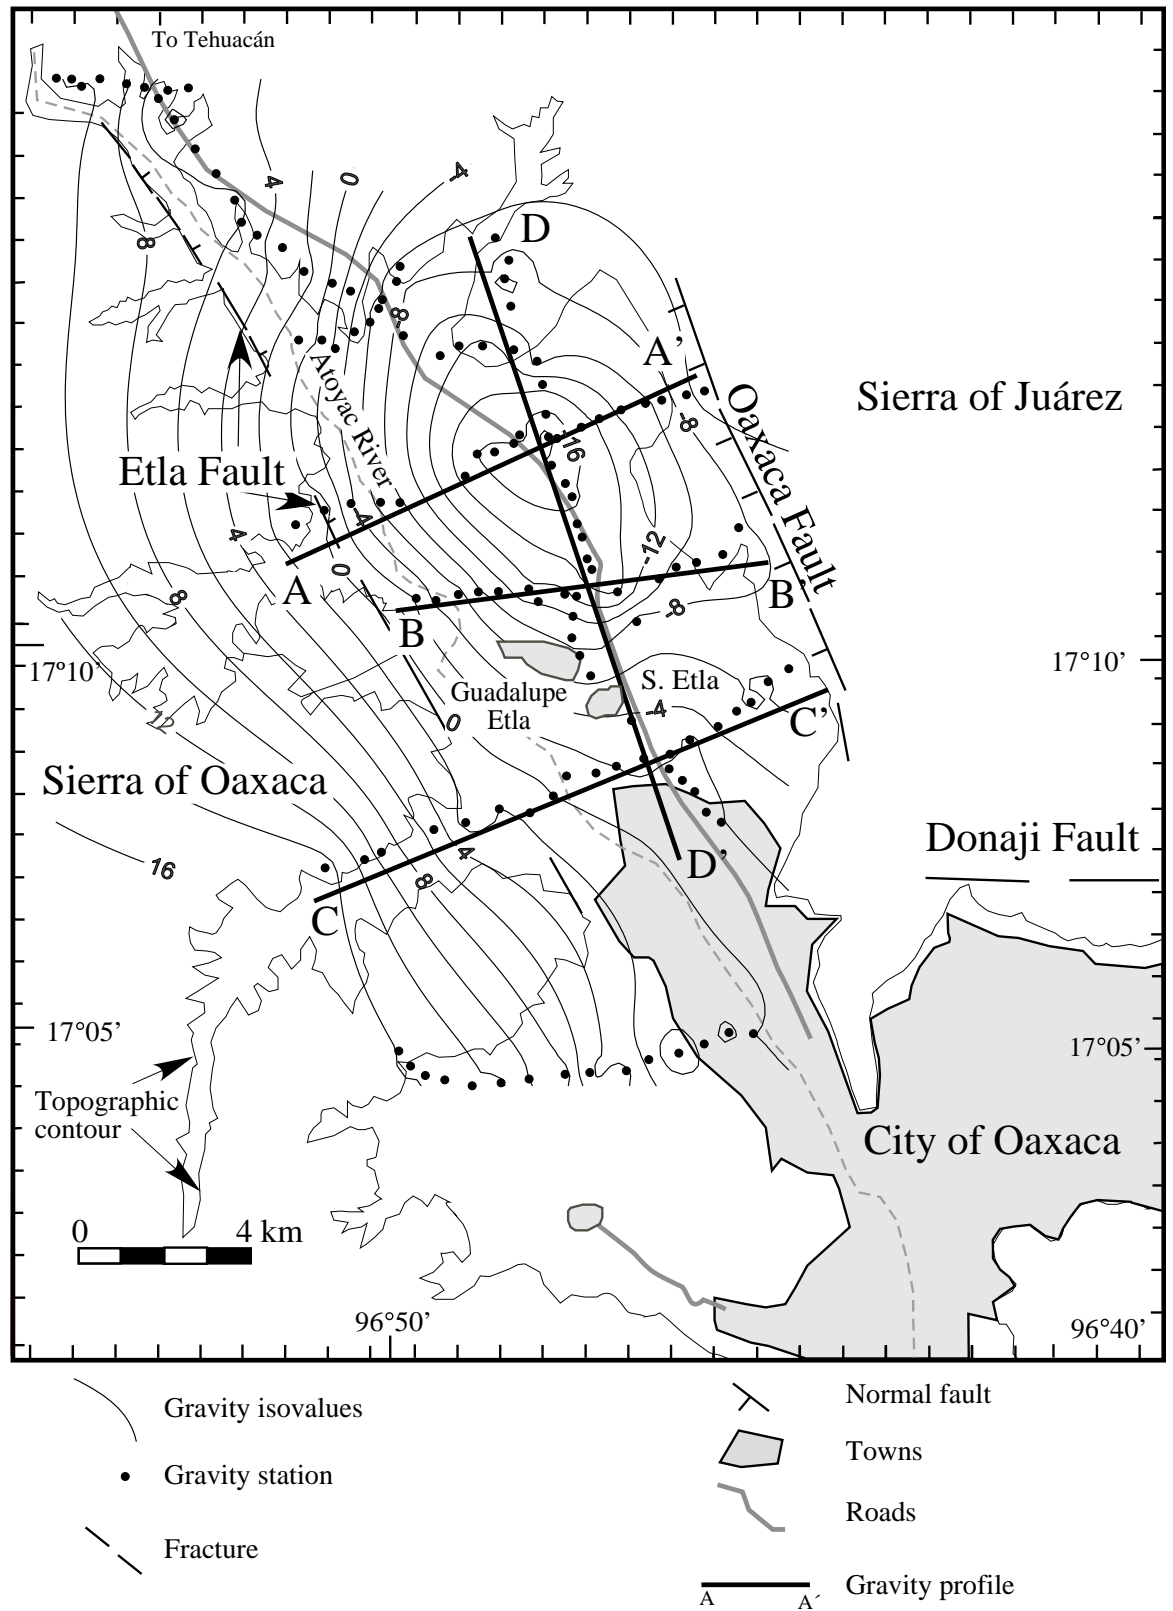 To Tehuacán
4
0
-4
D
8
-8
A’
Sierra of Juárez
Atoyac River
Oaxaca Fault
-8
-16
Etla Fault
-4
4
-12
A
0
B’
8
-8
B
17°10’
17º10’
S. Etla
Guadalupe
Etla
-4
12
0
C’
Sierra of Oaxaca
Donaji Fault
16
4
D’
8
C
17°05’
17°05’
Topographic
contour
City of Oaxaca
0 4 km
96°50’
96°40’
Gravity isovalues
Normal fault
Gravity station
Towns
Roads
Fracture
Gravity profile
A A´